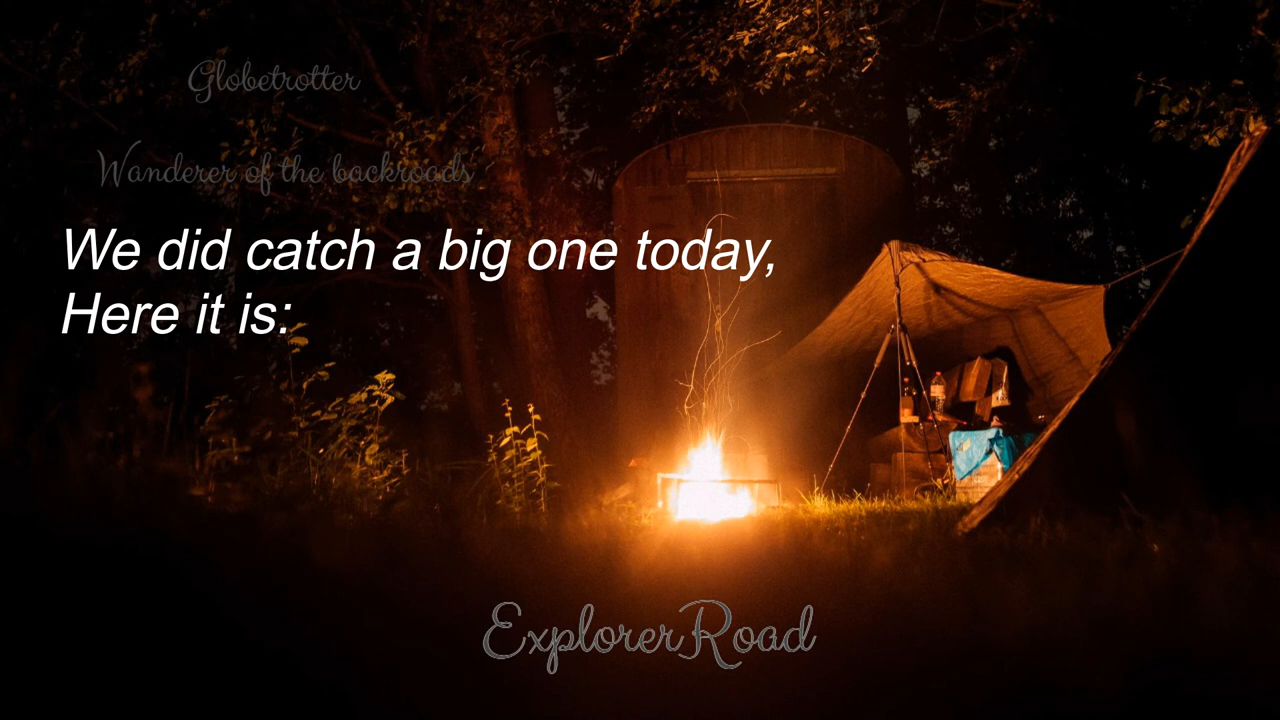 Globetrotter
Wanderer of the backroads
We did catch a big one today,
Here it is:
ExplorerRoad